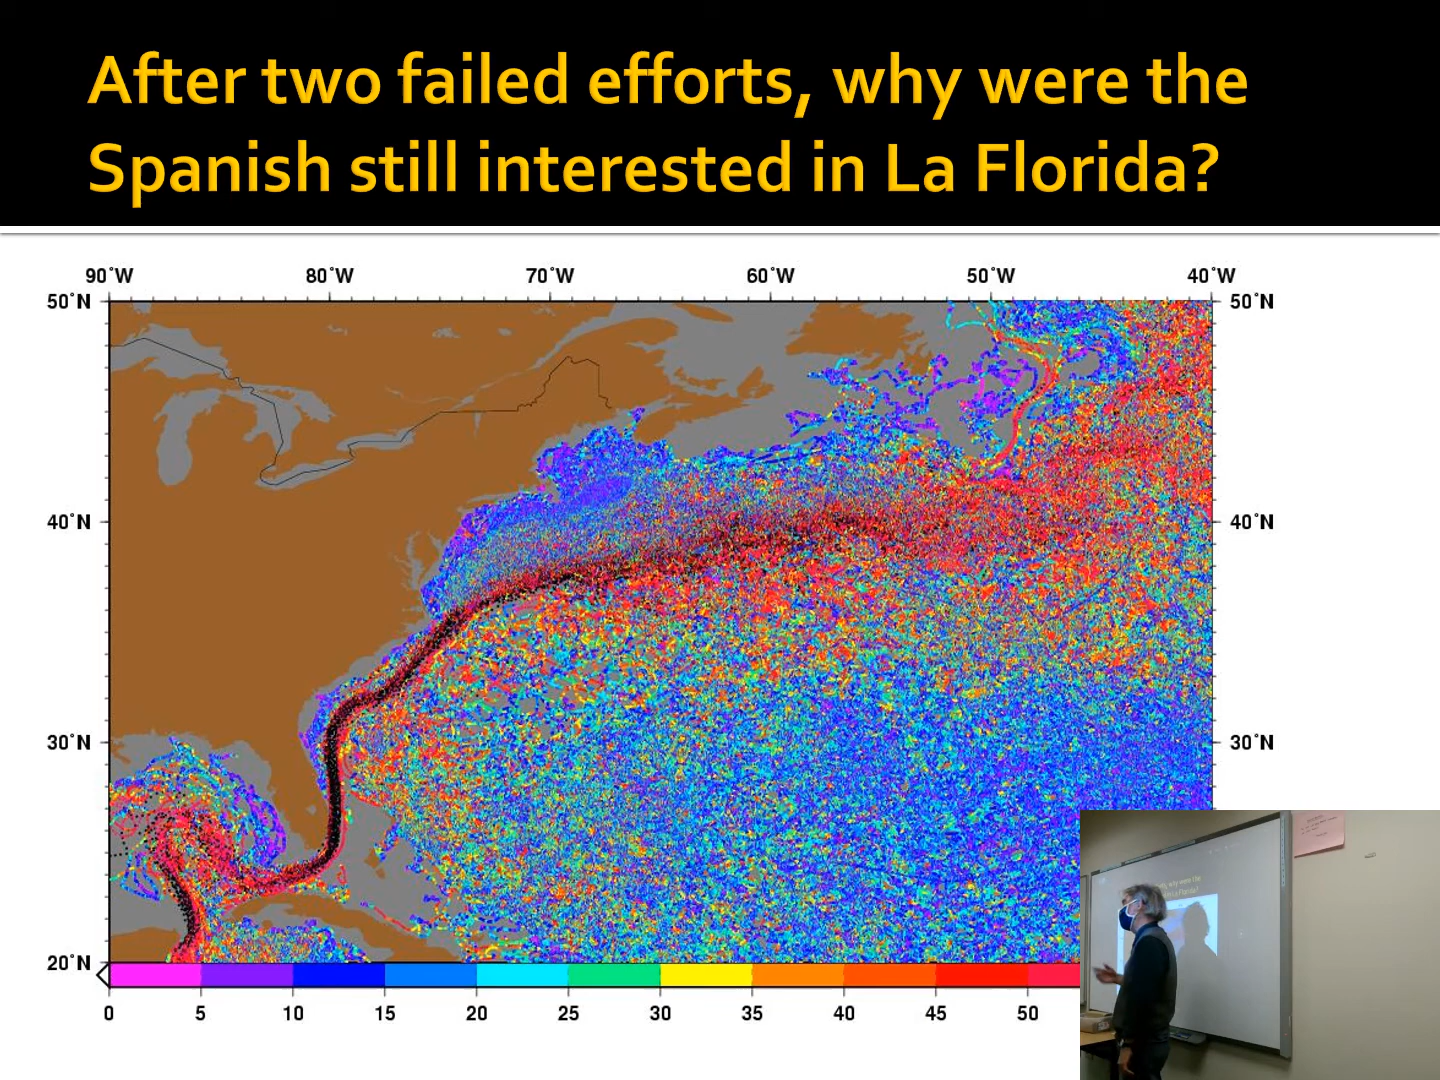 After two failed efforts, why were the
Spanish still interested in La Florida?
90°W 80°W 70°W 60°W 50°W 40°W
50°N 50°N
40°N 40°N
30°N 30°N
20°N
0 5 10 15 20 25 30 35 40 45 50